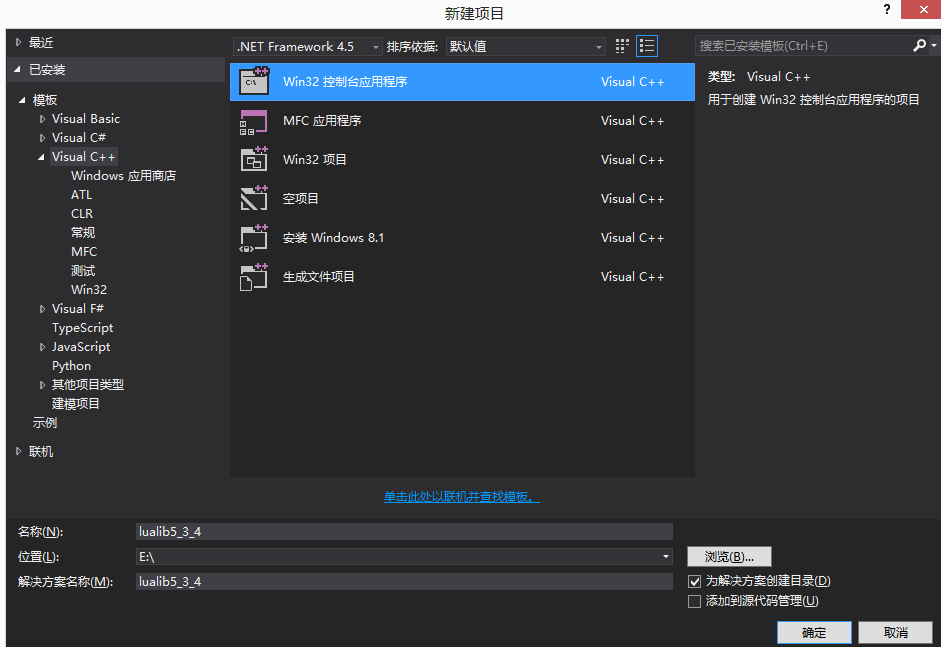 新建项目
?
最近
已安装
模板
Visual Basic
Visual C#
Visual C++
Windows 应用商店
ATL
CLR
常规
MFC
测试
Win32
Visual F#
TypeScript
JavaScript
Python
其他项目类型
建模项目
示例
联机
.NET Framework 4.5 排序依据: 默认值
Win32 控制台应用程序 Visual C++
MFC 应用程序 Visual C++
Win32 项目 Visual C++
空项目 Visual C++
安装 Windows 8.1 Visual C++
生成文件项目 Visual C++
单击此处以联机并查找模板。
搜索已安装模板(Ctrl+E)
类型: Visual C++
用于创建 Win32 控制台应用程序的项目
名称(N): lualib5_3_4
位置(L): E:\ 浏览(B)...
解决方案名称(M): lualib5_3_4 为解决方案创建目录(D)
添加到源代码管理(U)
确定 取消